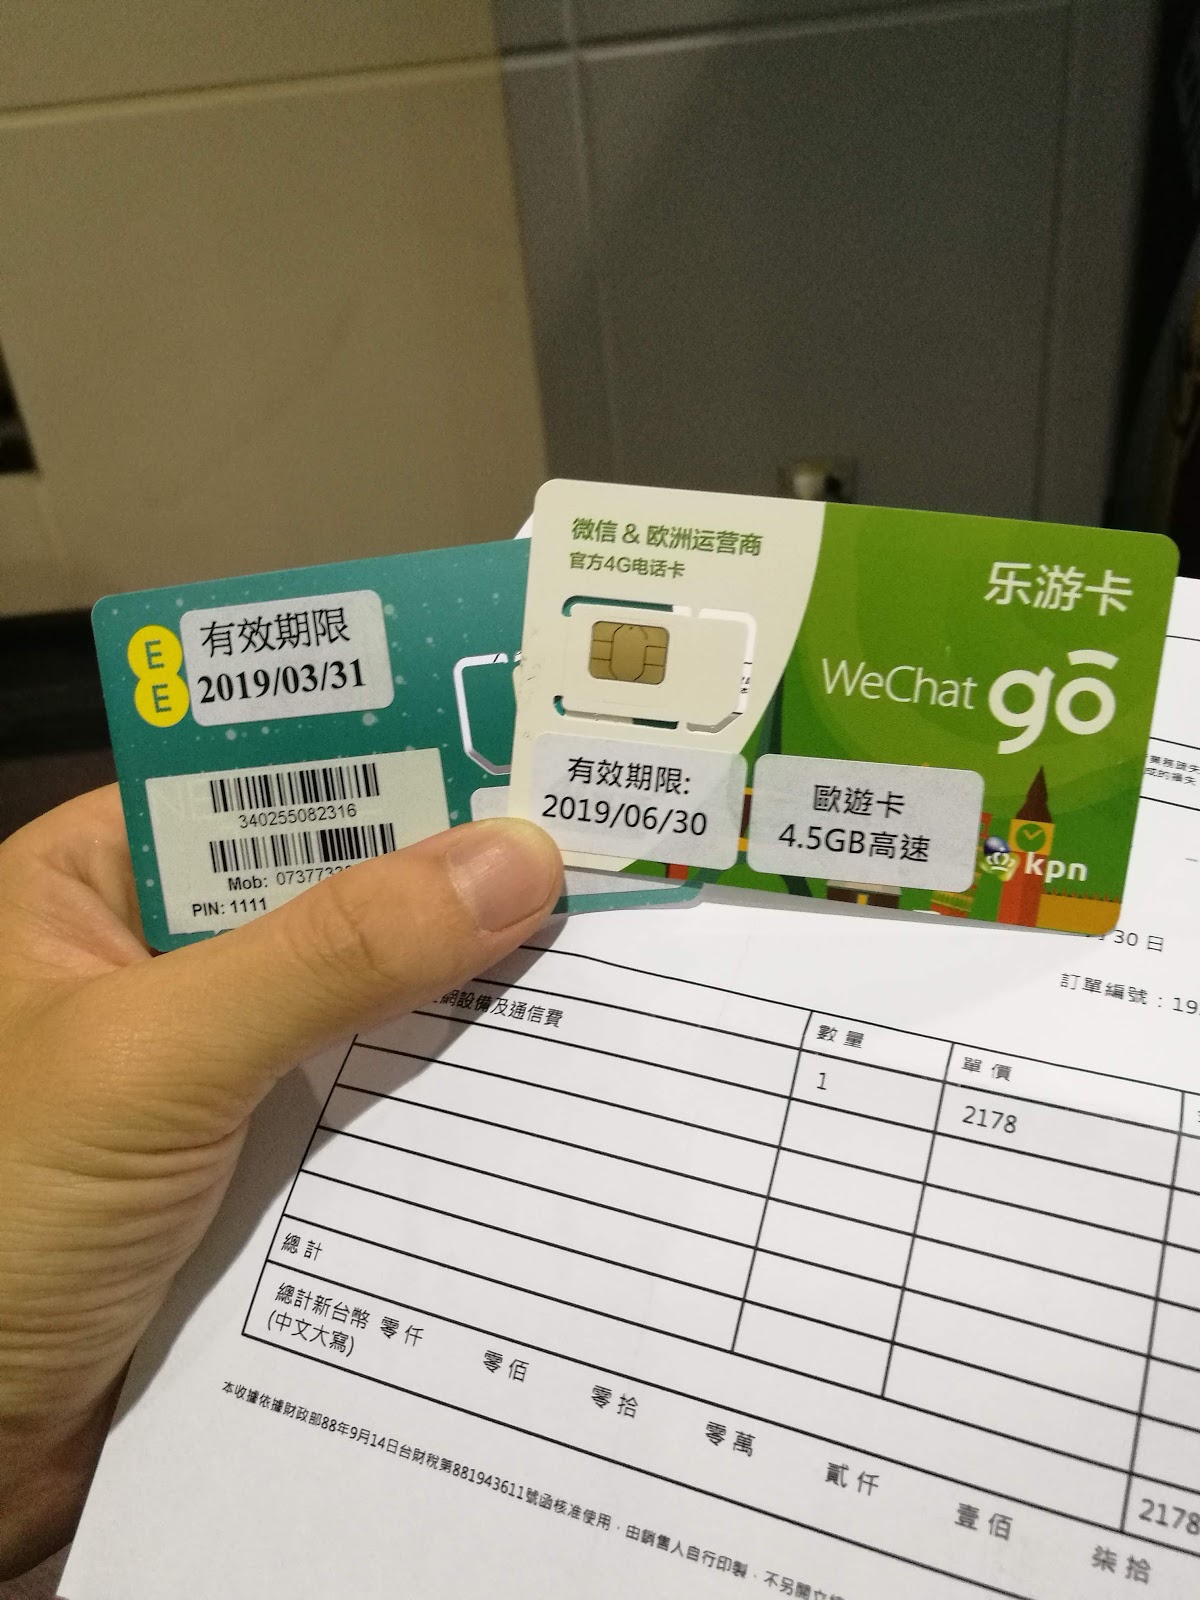 E
E
有效期限
2019/03/31
340255082316
Mob: 0737733
PIN: 1111
微信 & 欧洲运营商
官方4G电话卡
乐游卡
WeChat gō
有效期限:
2019/06/30
歐遊卡
4.5GB高速
kpn
30 日
訂單編號：19
網設備及通信費
數量
單價
1
2178
總計
2178
總計新台幣 零仟 零佰 零拾 零萬 貳仟 壹佰 柒拾
(中文大寫)
本收據依據財政部88年9月14日台財稅第881943611號函核准使用．由銷售人自行印製．不另開立